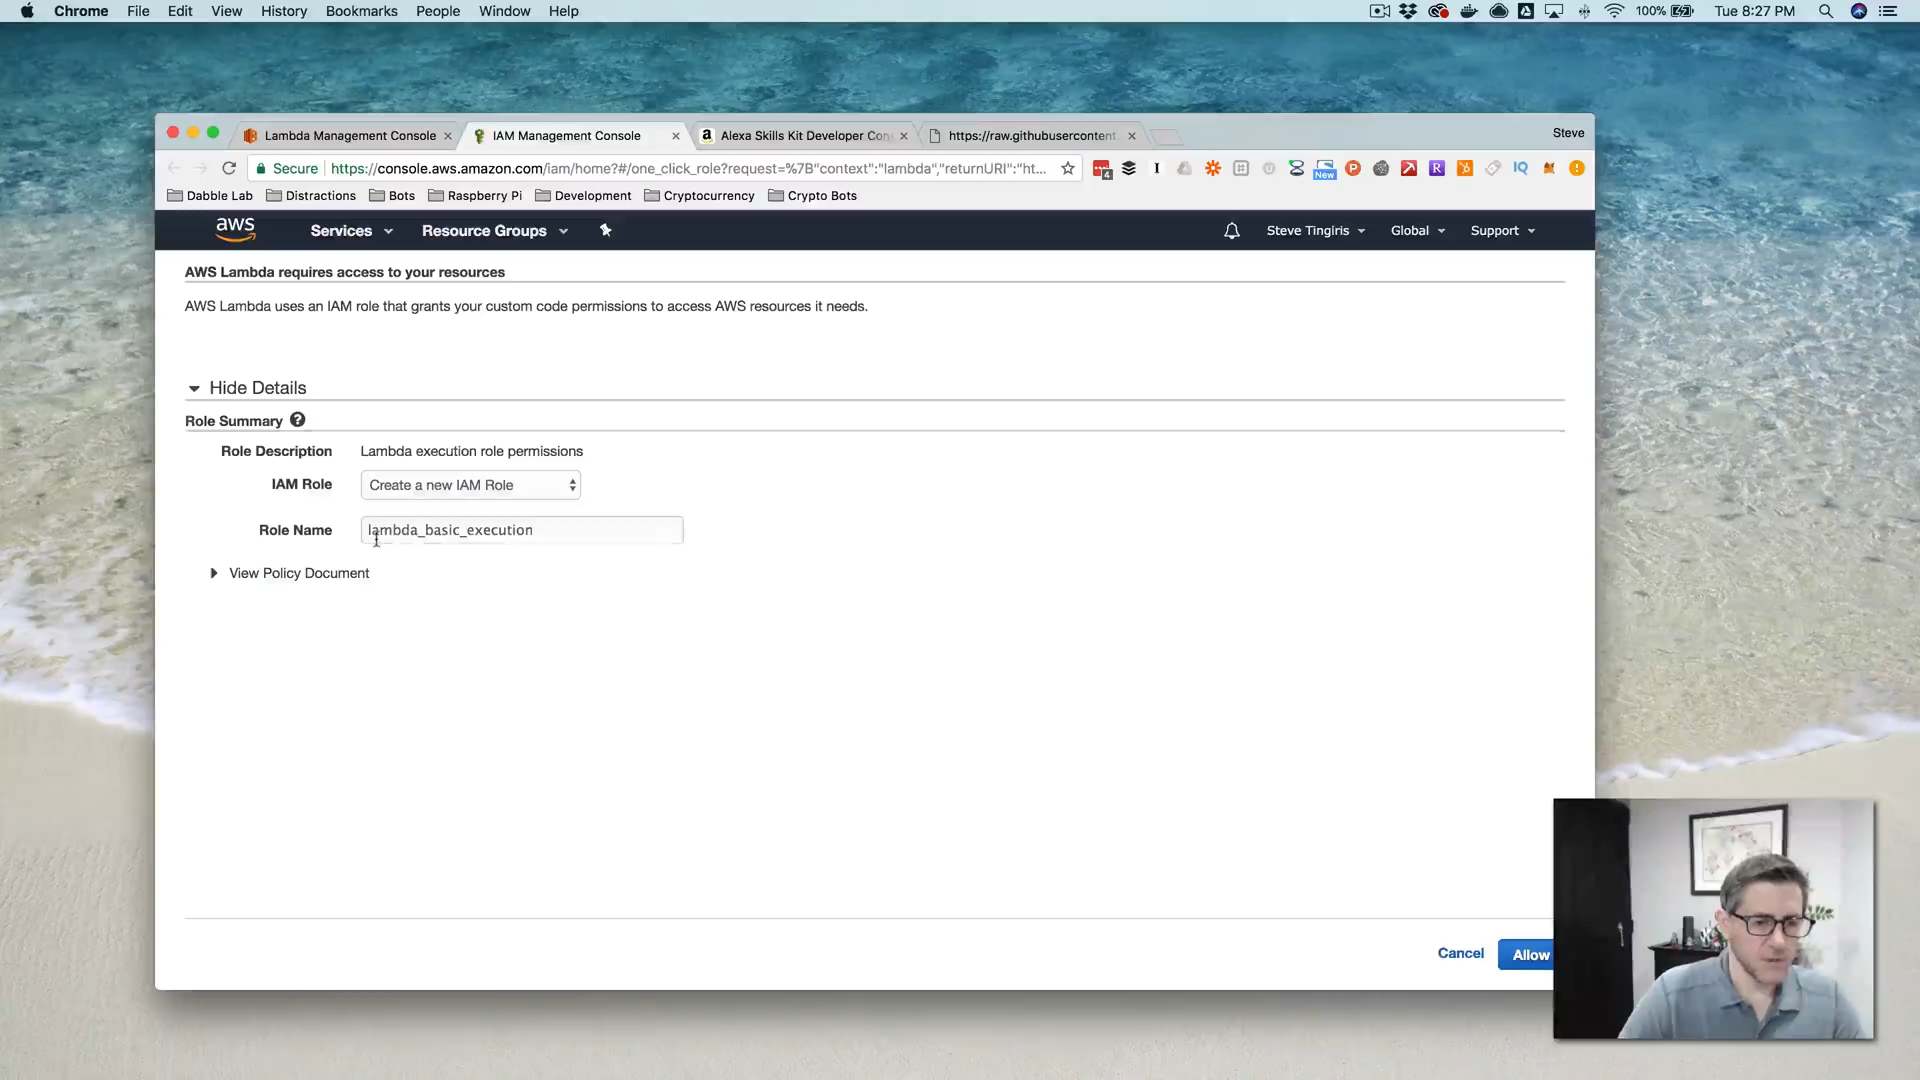 Chrome File Edit View History Bookmarks People Window Help 100% Tue 8:27 PM
Lambda Management Console IAM Management Console Alexa Skills Kit Developer Con https://raw.githubusercontent. Steve
Secure https://console.aws.amazon.com/iam/home?#/one_click_role?request=%7B"context":"lambda","returnURI":"ht... 4 New
Dabble Lab Distractions Bots Raspberry Pi Development Cryptocurrency Crypto Bots
aws Services Resource Groups Steve Tingiris Global Support
AWS Lambda requires access to your resources
AWS Lambda uses an IAM role that grants your custom code permissions to access AWS resources it needs.
Hide Details
Role Summary ?
Role Description Lambda execution role permissions
IAM Role Create a new IAM Role
Role Name lambda_basic_execution
View Policy Document
Cancel Allow